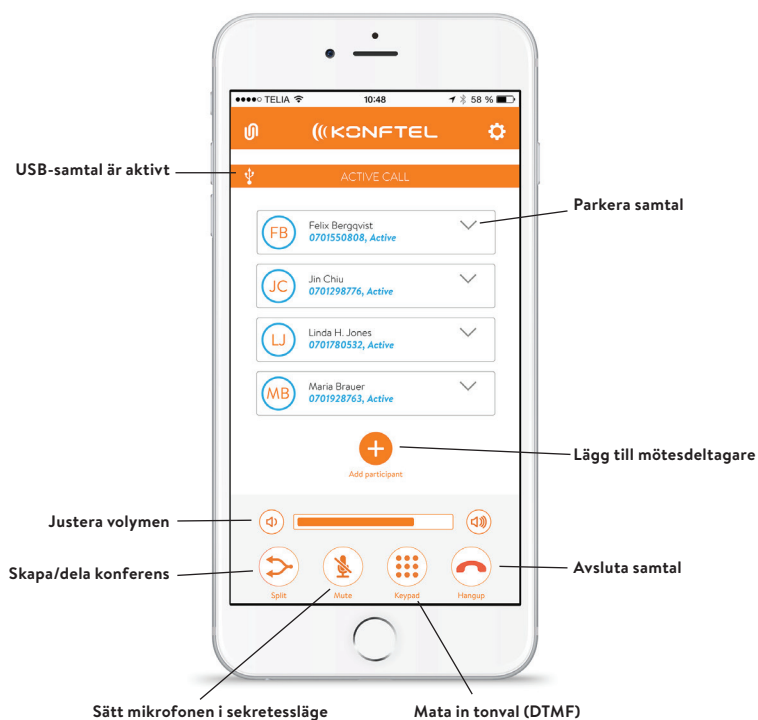 ●●●●○ TELIA 10:48 58 %
KONFTEL
USB-samtal är aktivt
ACTIVE CALL
Parkera samtal
FB
Felix Bergqvist
0701550808, Active
JC
Jin Chiu
0701298776, Active
LJ
Linda H. Jones
0701780532, Active
MB
Maria Brauer
0701928763, Active
Lägg till mötesdeltagare
Add participant
Justera volymen
Skapa/dela konferens
Avsluta samtal
Split Mute Keypad Hangup
Sätt mikrofonen i sekretessläge
Mata in tonval (DTMF)